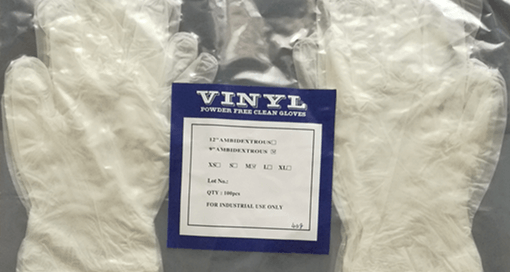 VINYL
POWDER FREE CLEAN GLOVES
12"AMBIDEXTROUS□
9"AMBIDEXTROUS ☒
XS□ S□ M☑ L□ XL□
Lot No.:
QTY : 100pcs
FOR INDUSTRIAL USE ONLY